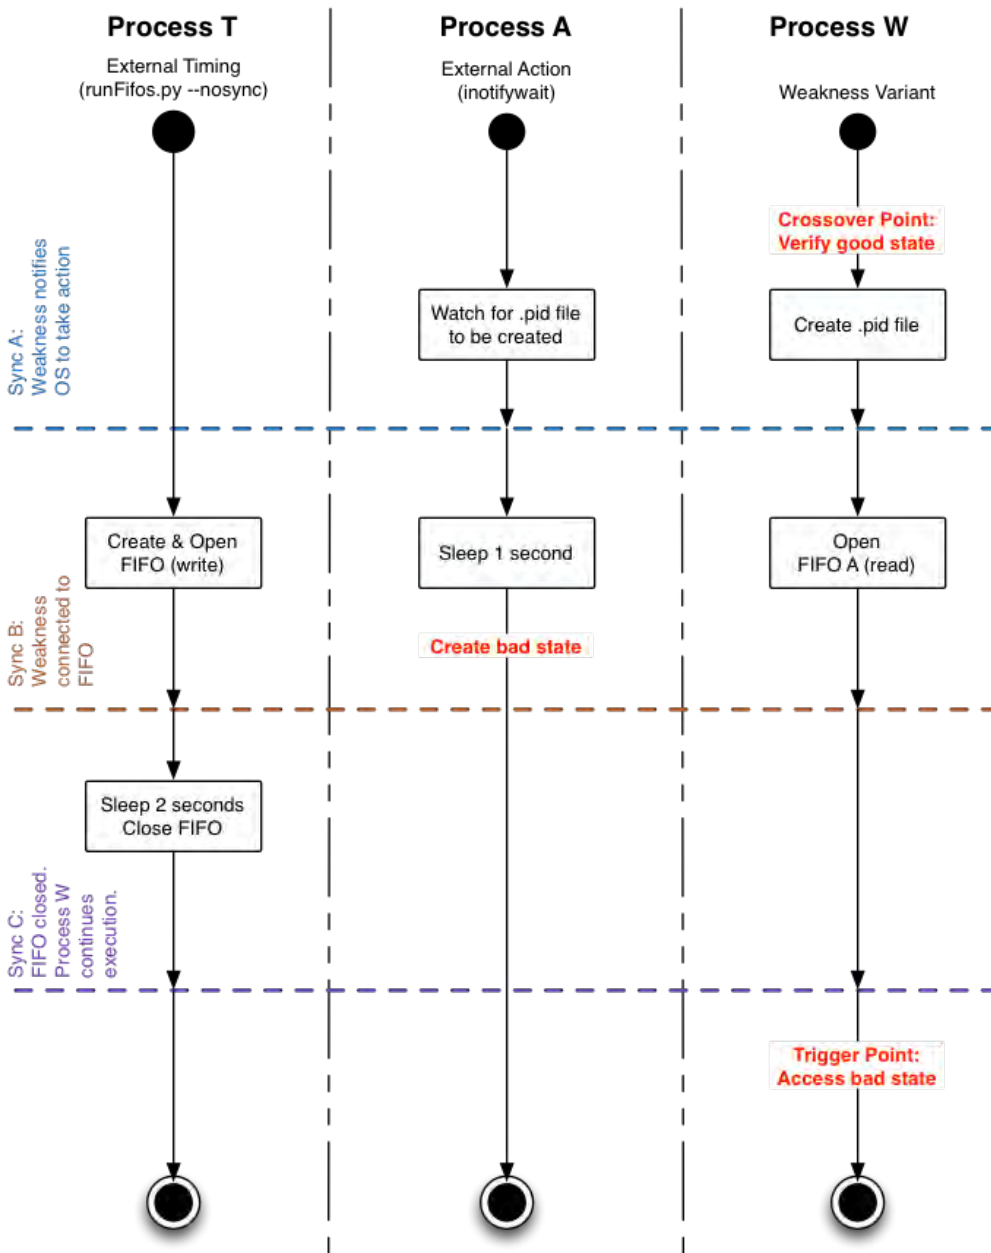 Process T
Process A
Process W
External Timing
(runFifos.py --nosync)
External Action
(inotifywait)
Weakness Variant
Crossover Point:
Verify good state
Sync A:
Weakness notifies
OS to take action
Watch for .pid file
to be created
Create .pid file
Create & Open
FIFO (write)
Sleep 1 second
Open
FIFO A (read)
Sync B:
Weakness
connected to
FIFO
Create bad state
Sleep 2 seconds
Close FIFO
Sync C:
FIFO closed.
Process W
continues
execution.
Trigger Point:
Access bad state